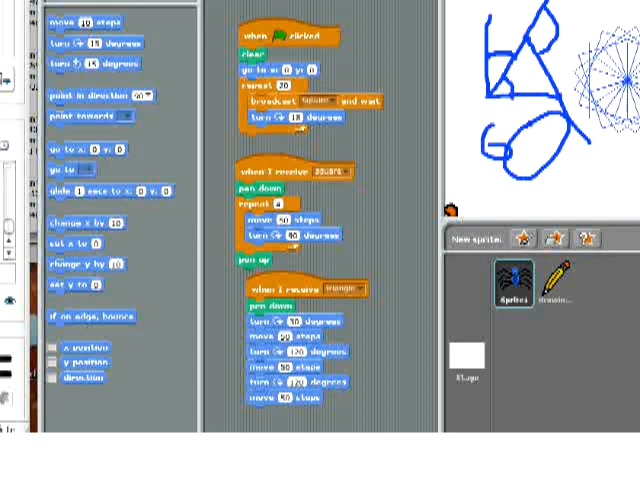 move 10 steps
turn 15 degrees
turn 15 degrees
point in direction 90
point towards
go to x: 0 y: 0
go to
glide 1 secs to x: 0 y: 0
change x by 10
set x to 0
change y by 10
set y to 0
if on edge, bounce
x position
y position
direction
when clicked
clear
go to x: 0 y: 0
repeat 20
broadcast square and wait
turn 18 degrees
when I receive square
pen down
repeat 4
move 50 steps
turn 90 degrees
pen up
when I receive triangle
pen down
turn 30 degrees
move 50 steps
turn 120 degrees
move 50 steps
turn 120 degrees
move 50 steps
New sprite:
Sprite1
drawin...
Stage